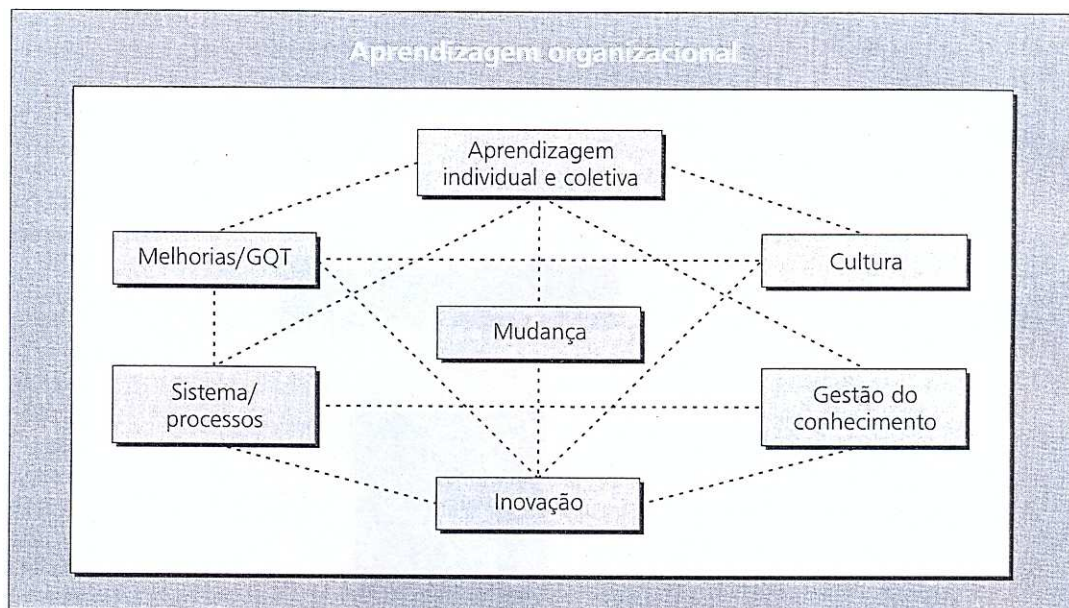 Aprendizagem organizacional
Aprendizagem
individual e coletiva
Melhorias/GQT
Cultura
Mudança
Sistema/
processos
Gestão do
conhecimento
Inovação